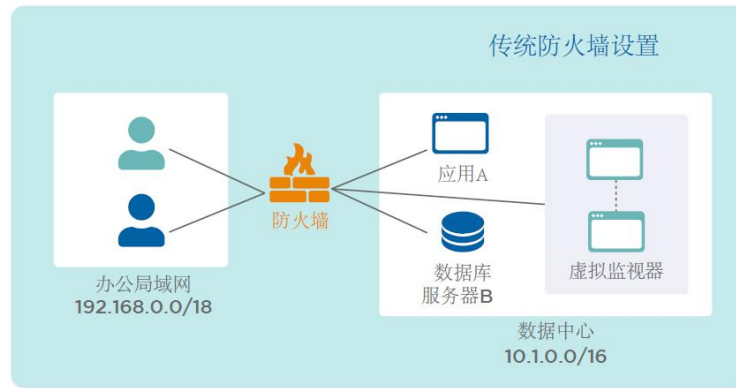 传统防火墙设置
防火墙
应用A
数据库
服务器B
虚拟监视器
办公局域网
192.168.0.0/18
数据中心
10.1.0.0/16